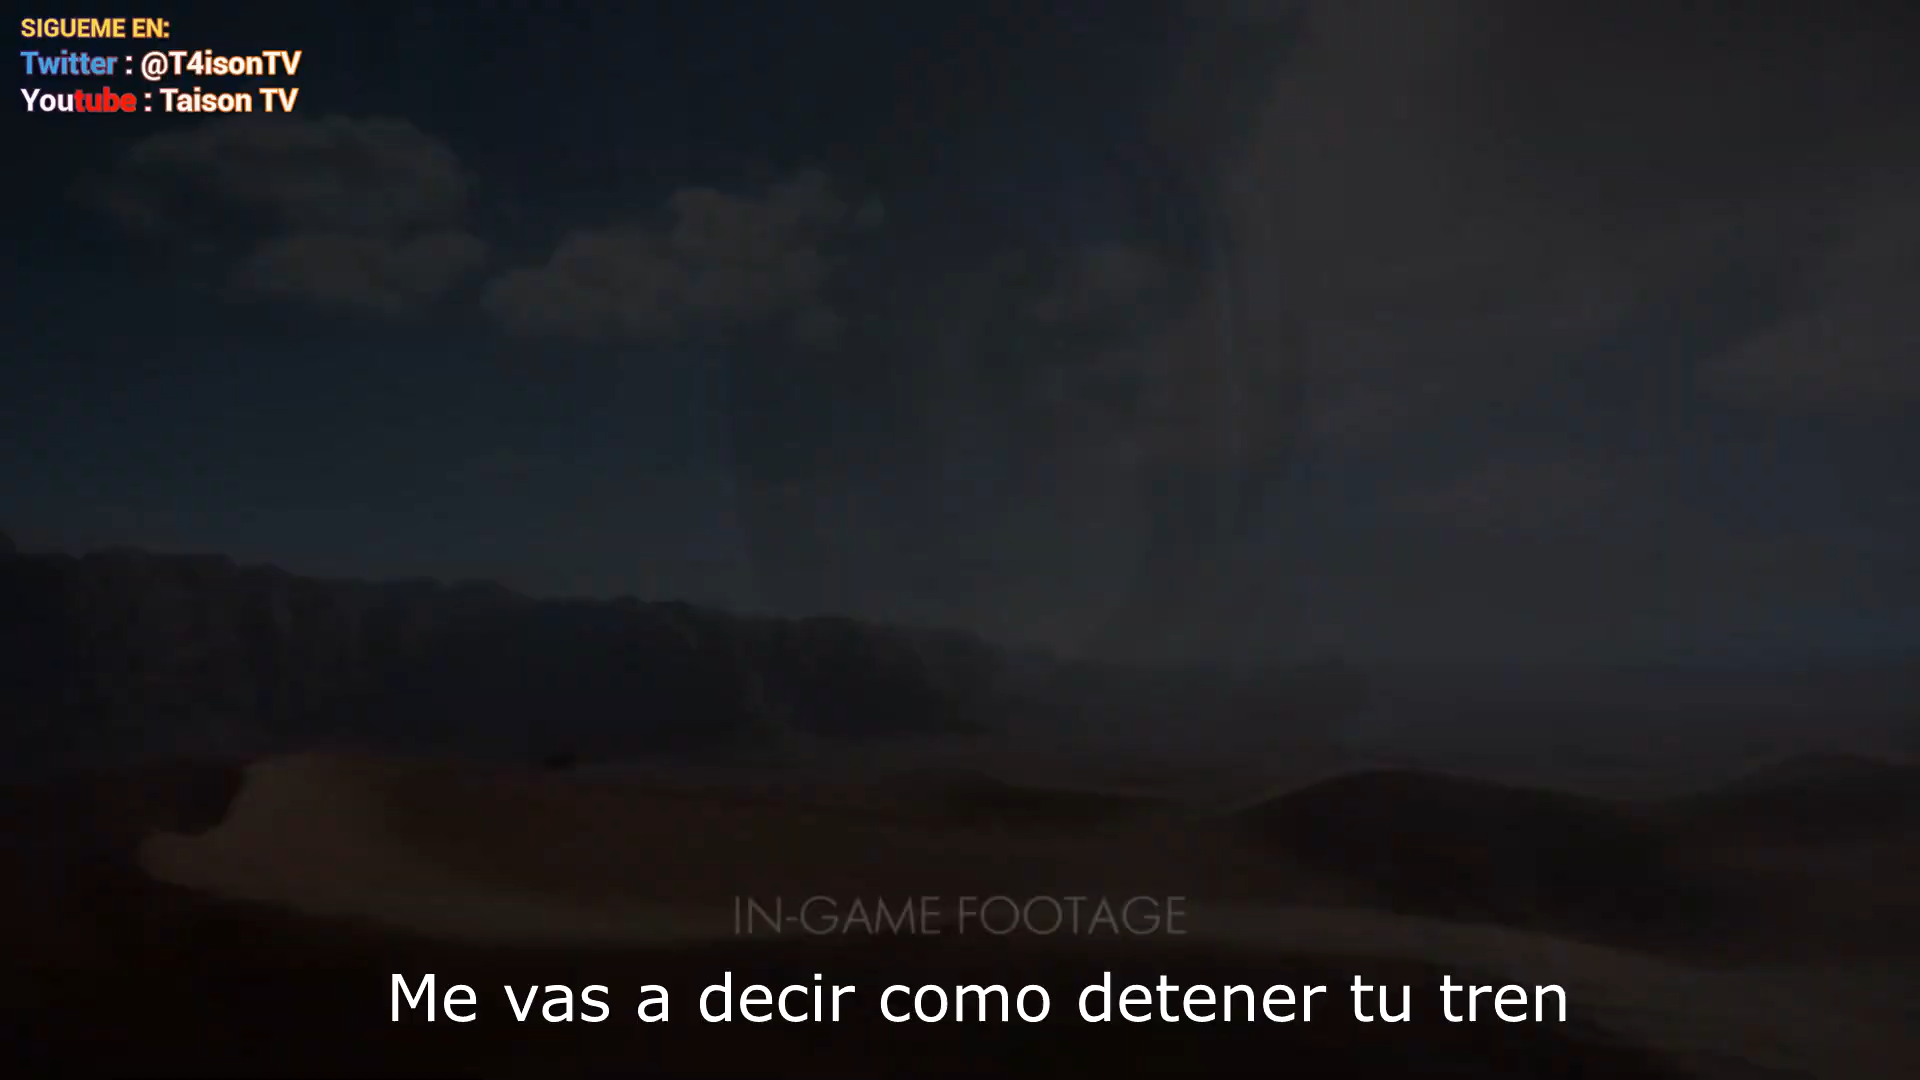 SIGUEME EN:
Twitter : @T4isonTV
Youtube : Taison TV
IN-GAME FOOTAGE
Me vas a decir como detener tu tren